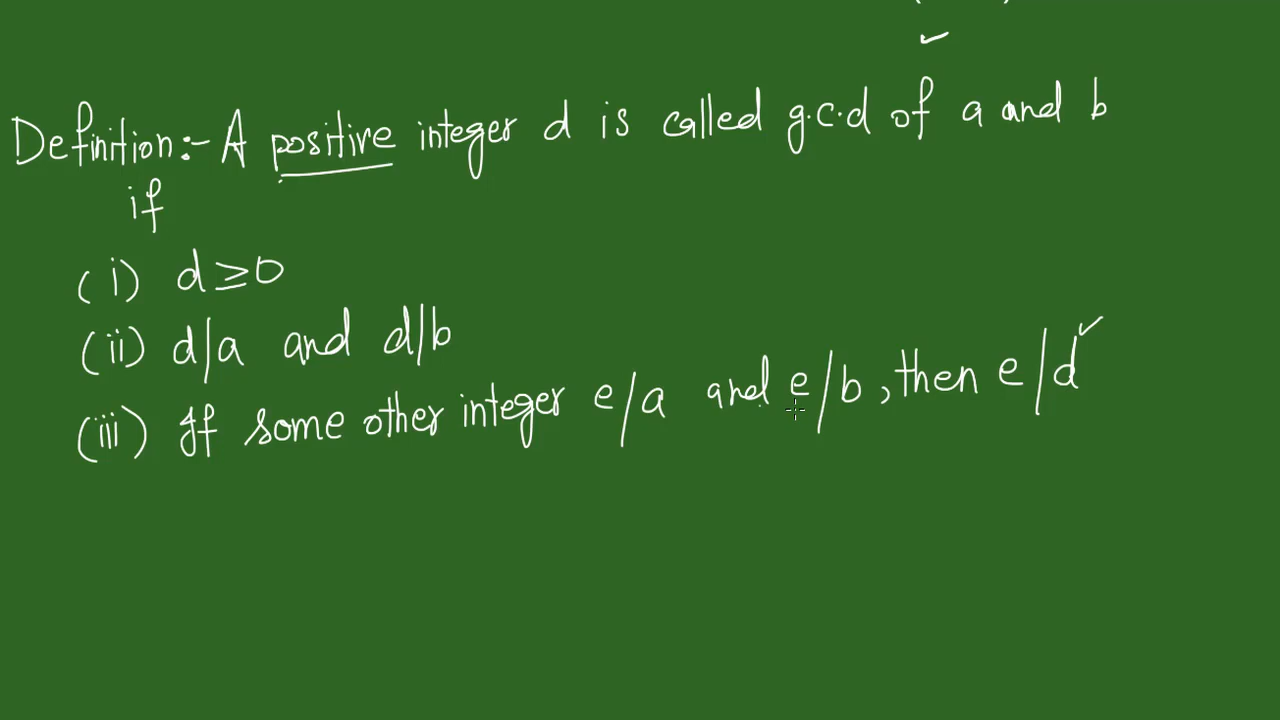 Definition:- A positive integer d is called g.c.d of a and b
if
(i) d≥0
(ii) d/a and d/b
(iii) If some other integer e/a and e/b, then e/d